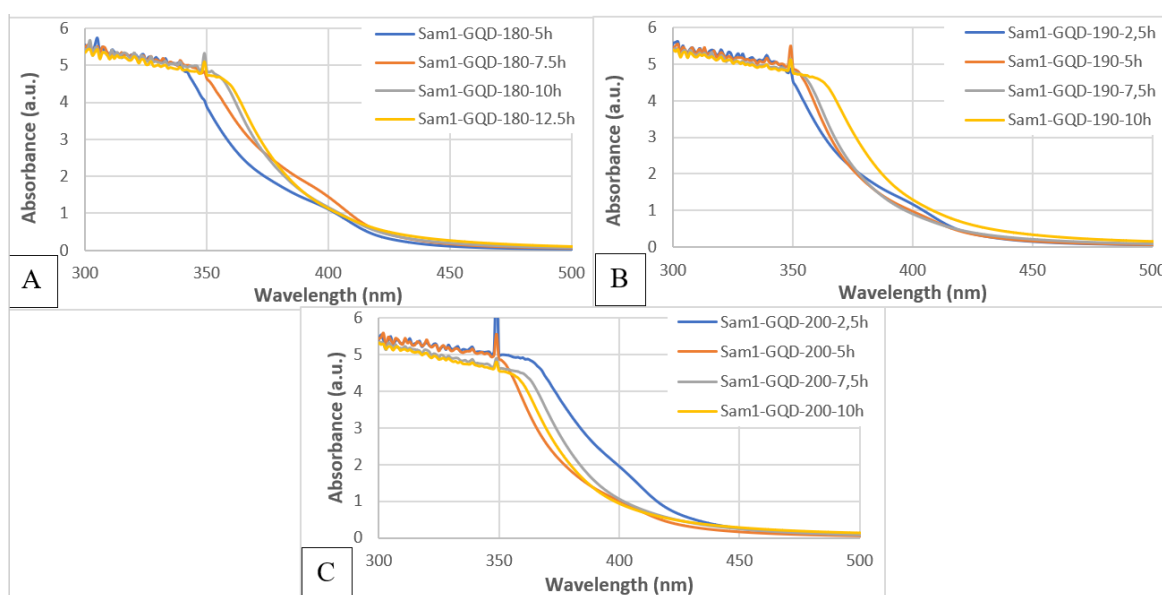 6
5
4
3
2
1
0
Absorbance (a.u.)
300
350
400
450
500
Wavelength (nm)
Sam1-GQD-180-5h
Sam1-GQD-180-7.5h
Sam1-GQD-180-10h
Sam1-GQD-180-12.5h
A
6
5
4
3
2
1
0
Absorbance (a.u.)
300
350
400
450
500
Wavelength (nm)
Sam1-GQD-190-2,5h
Sam1-GQD-190-5h
Sam1-GQD-190-7,5h
Sam1-GQD-190-10h
B
6
5
4
3
2
1
0
Absorbance (a.u.)
300
350
400
450
500
Wavelength (nm)
Sam1-GQD-200-2,5h
Sam1-GQD-200-5h
Sam1-GQD-200-7,5h
Sam1-GQD-200-10h
C